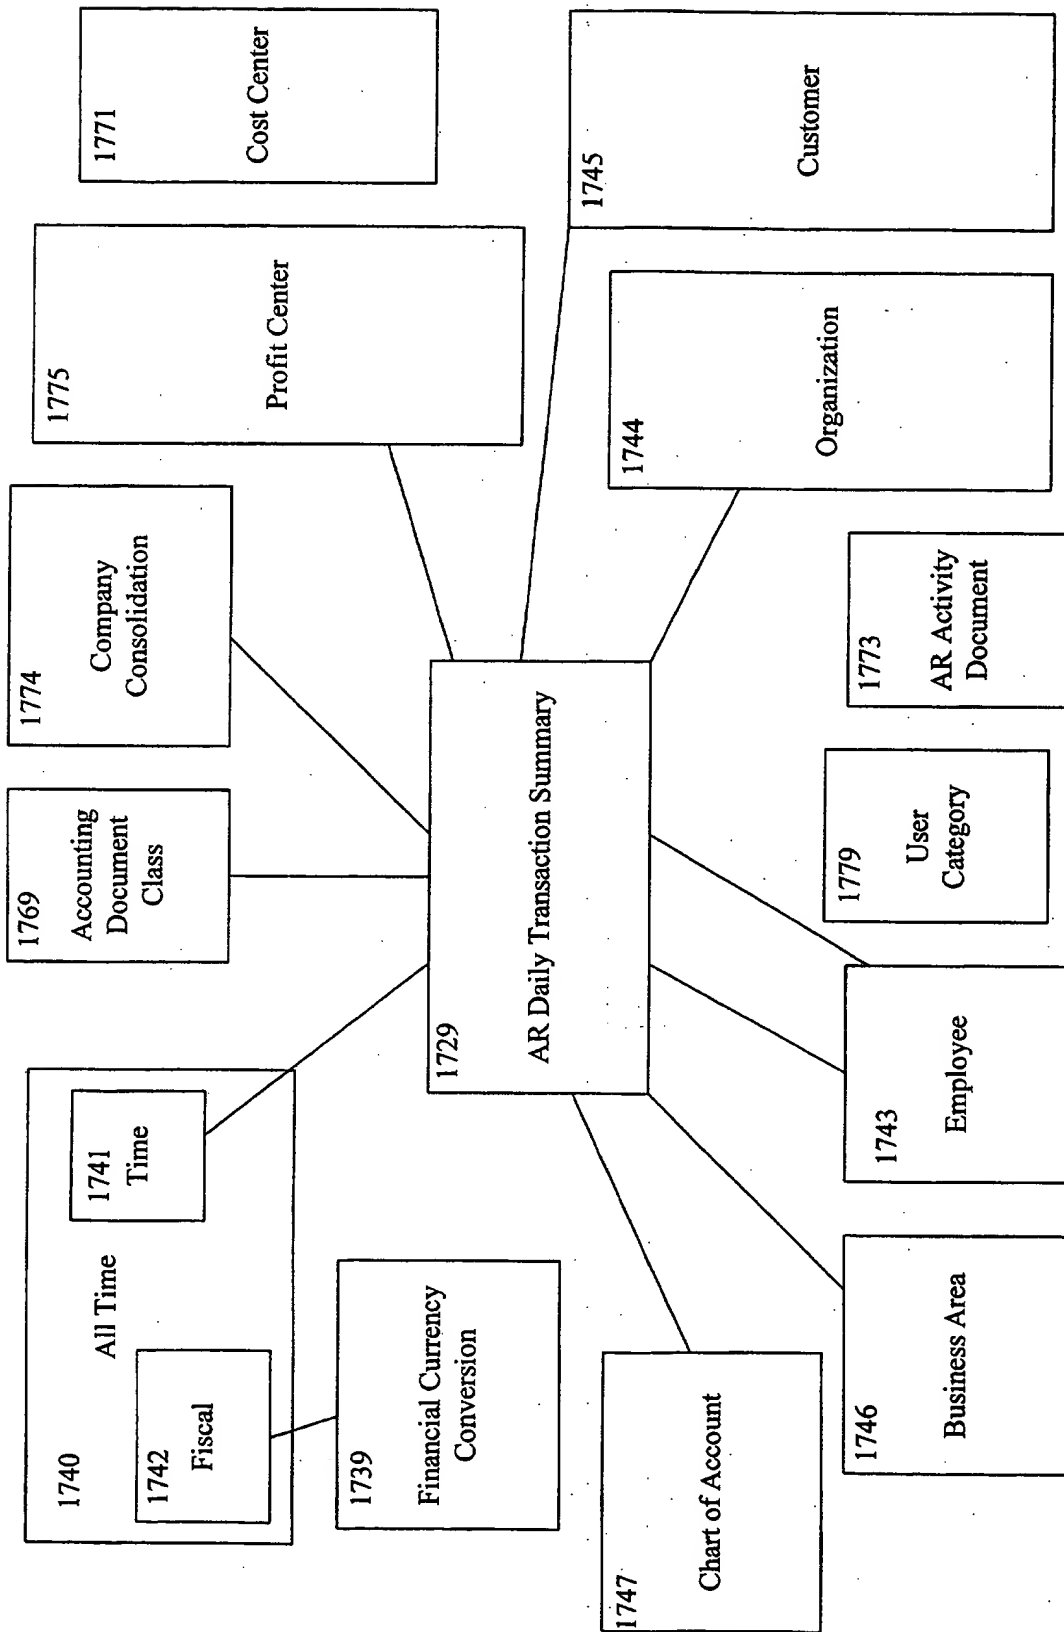 1740
All Time
1741
Time
1742
Fiscal
1769
Accounting
Document
Class
1774
Company
Consolidation
1775
Profit Center
1771
Cost Center
1739
Financial Currency
Conversion
1729
AR Daily Transaction Summary
1745
Customer
1747
Chart of Account
1744
Organization
1746
Business Area
1743
Employee
1779
User
Category
1773
AR Activity
Document